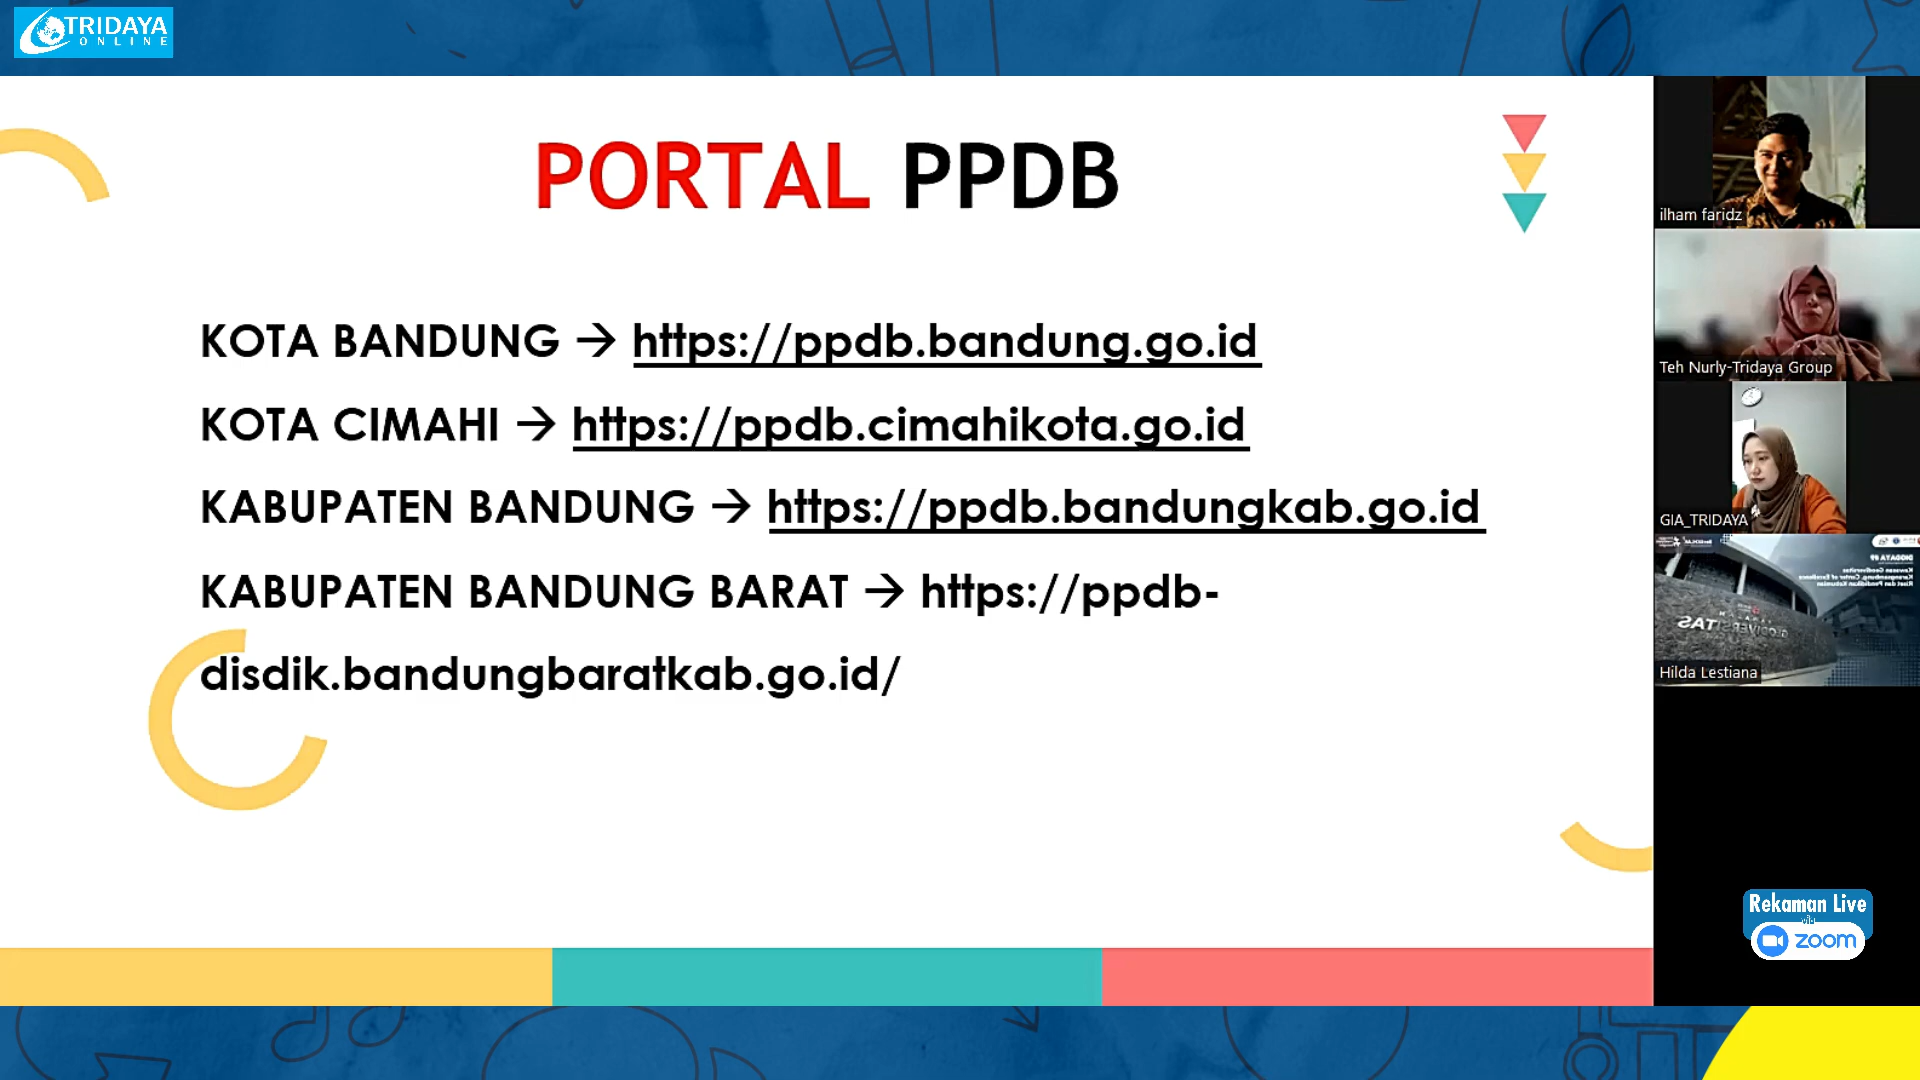 TRIDAYA
ONLINE
PORTAL PPDB
KOTA BANDUNG → https://ppdb.bandung.go.id
KOTA CIMAHI → https://ppdb.cimahikota.go.id
KABUPATEN BANDUNG → https://ppdb.bandungkab.go.id
KABUPATEN BANDUNG BARAT → https://ppdb-
disdik.bandungbaratkab.go.id/
ilham faridz
Teh Nurly-Tridaya Group
GIA_TRIDAYA
Hilda Lestiana
Rekaman Live
via
zoom